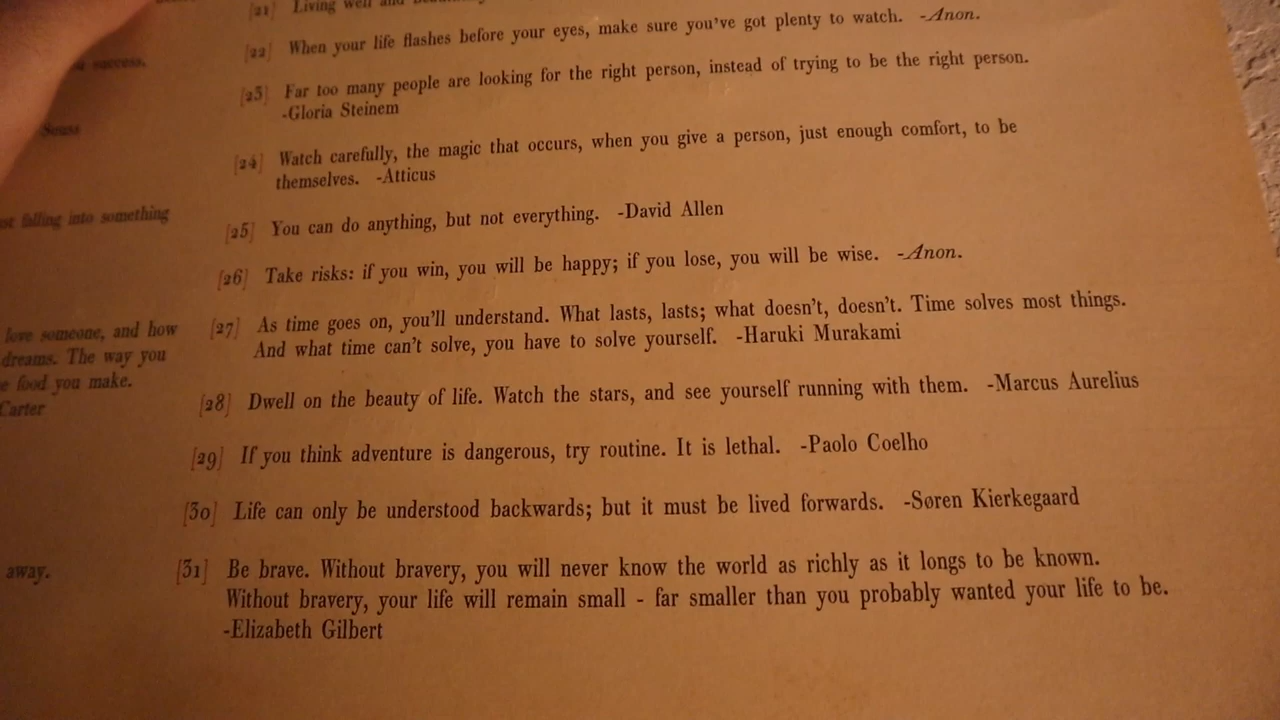 success.
Sousa
falling into something
love someone, and how
dreams. The way you
food you make.
Carter
away.
[21] Living well and
[22] When your life flashes before your eyes, make sure you've got plenty to watch. -Anon.
[23] Far too many people are looking for the right person, instead of trying to be the right person.
-Gloria Steinem
[24] Watch carefully, the magic that occurs, when you give a person, just enough comfort, to be
themselves. -Atticus
[25] You can do anything, but not everything. -David Allen
[26] Take risks: if you win, you will be happy; if you lose, you will be wise. -Anon.
[27] As time goes on, you'll understand. What lasts, lasts; what doesn't, doesn't. Time solves most things.
And what time can't solve, you have to solve yourself. -Haruki Murakami
[28] Dwell on the beauty of life. Watch the stars, and see yourself running with them. -Marcus Aurelius
[29] If you think adventure is dangerous, try routine. It is lethal. -Paolo Coelho
[30] Life can only be understood backwards; but it must be lived forwards. -Søren Kierkegaard
[31] Be brave. Without bravery, you will never know the world as richly as it longs to be known.
Without bravery, your life will remain small - far smaller than you probably wanted your life to be.
-Elizabeth Gilbert